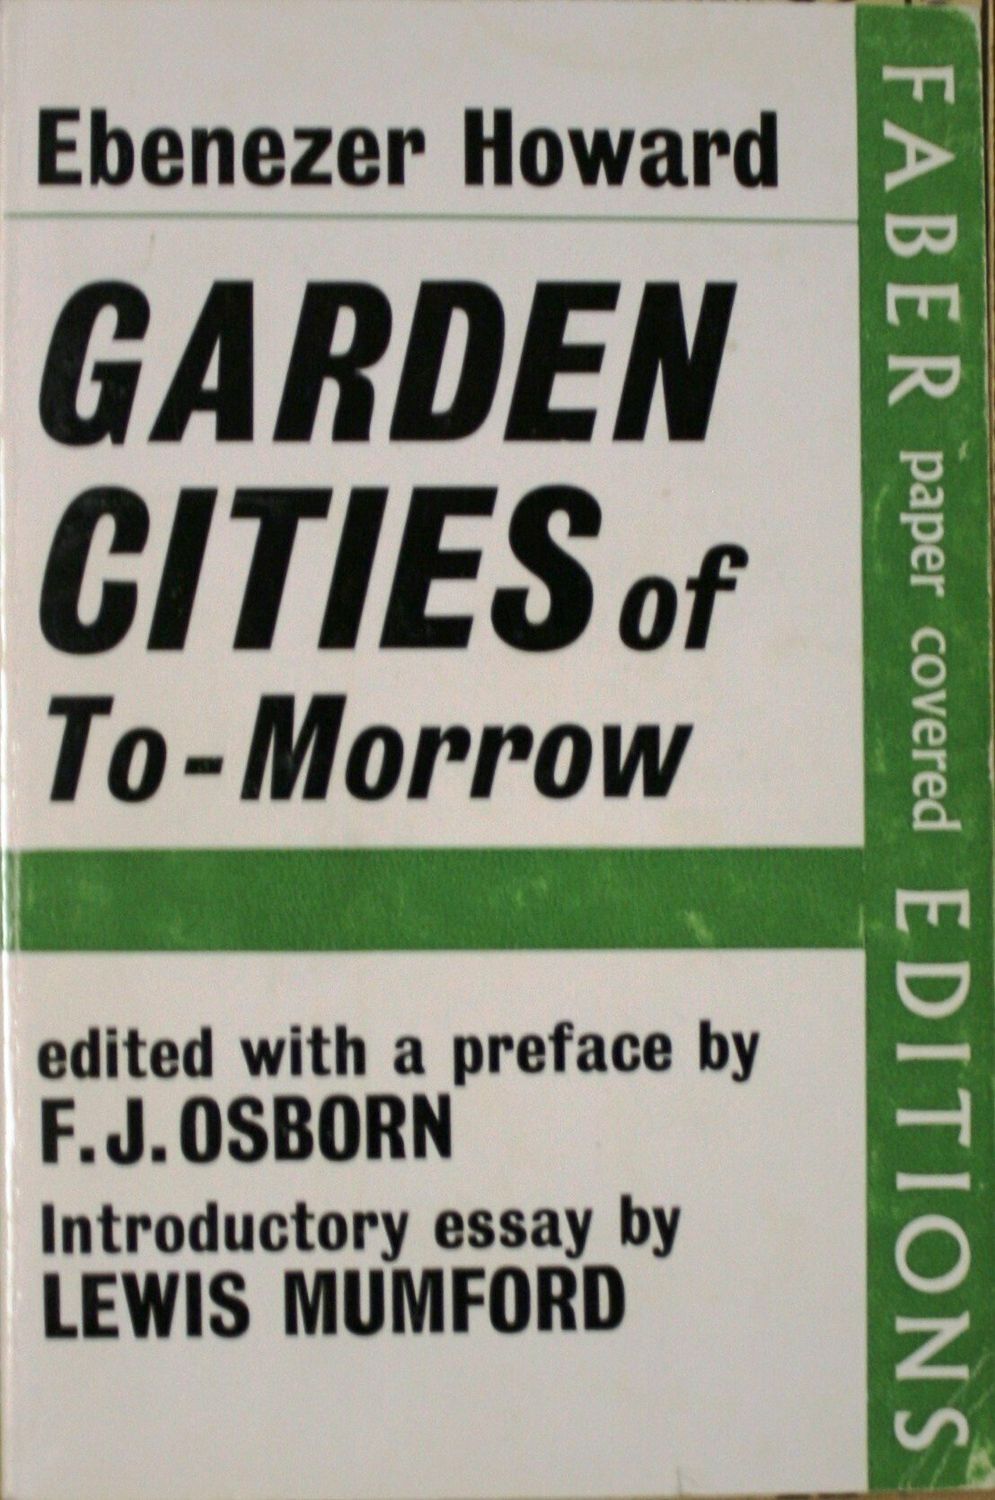 Ebenezer Howard
GARDEN
CITIES of
To-Morrow
edited with a preface by
F.J.OSBORN
Introductory essay by
LEWIS MUMFORD
FABER paper covered EDITIONS